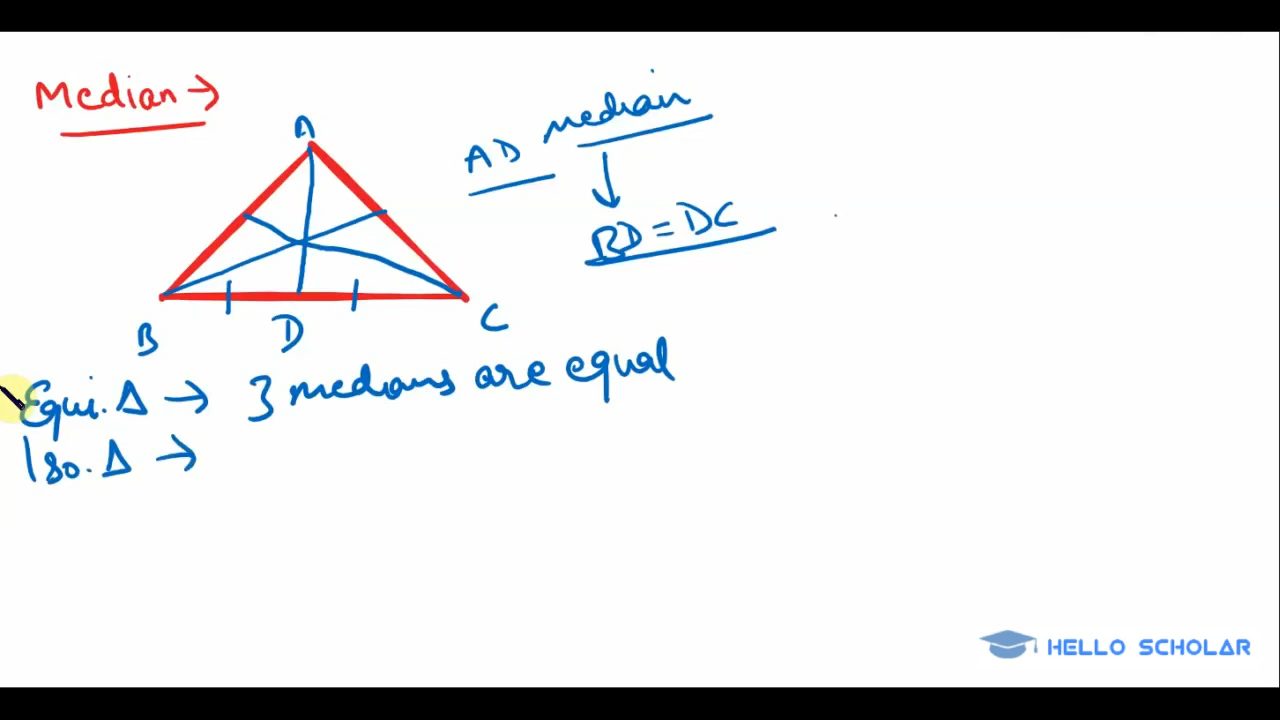 Median →
A
AD median
↓
BD = DC
B
D
C
Equi. Δ → 3 medians are equal
Iso. Δ →
HELLO SCHOLAR